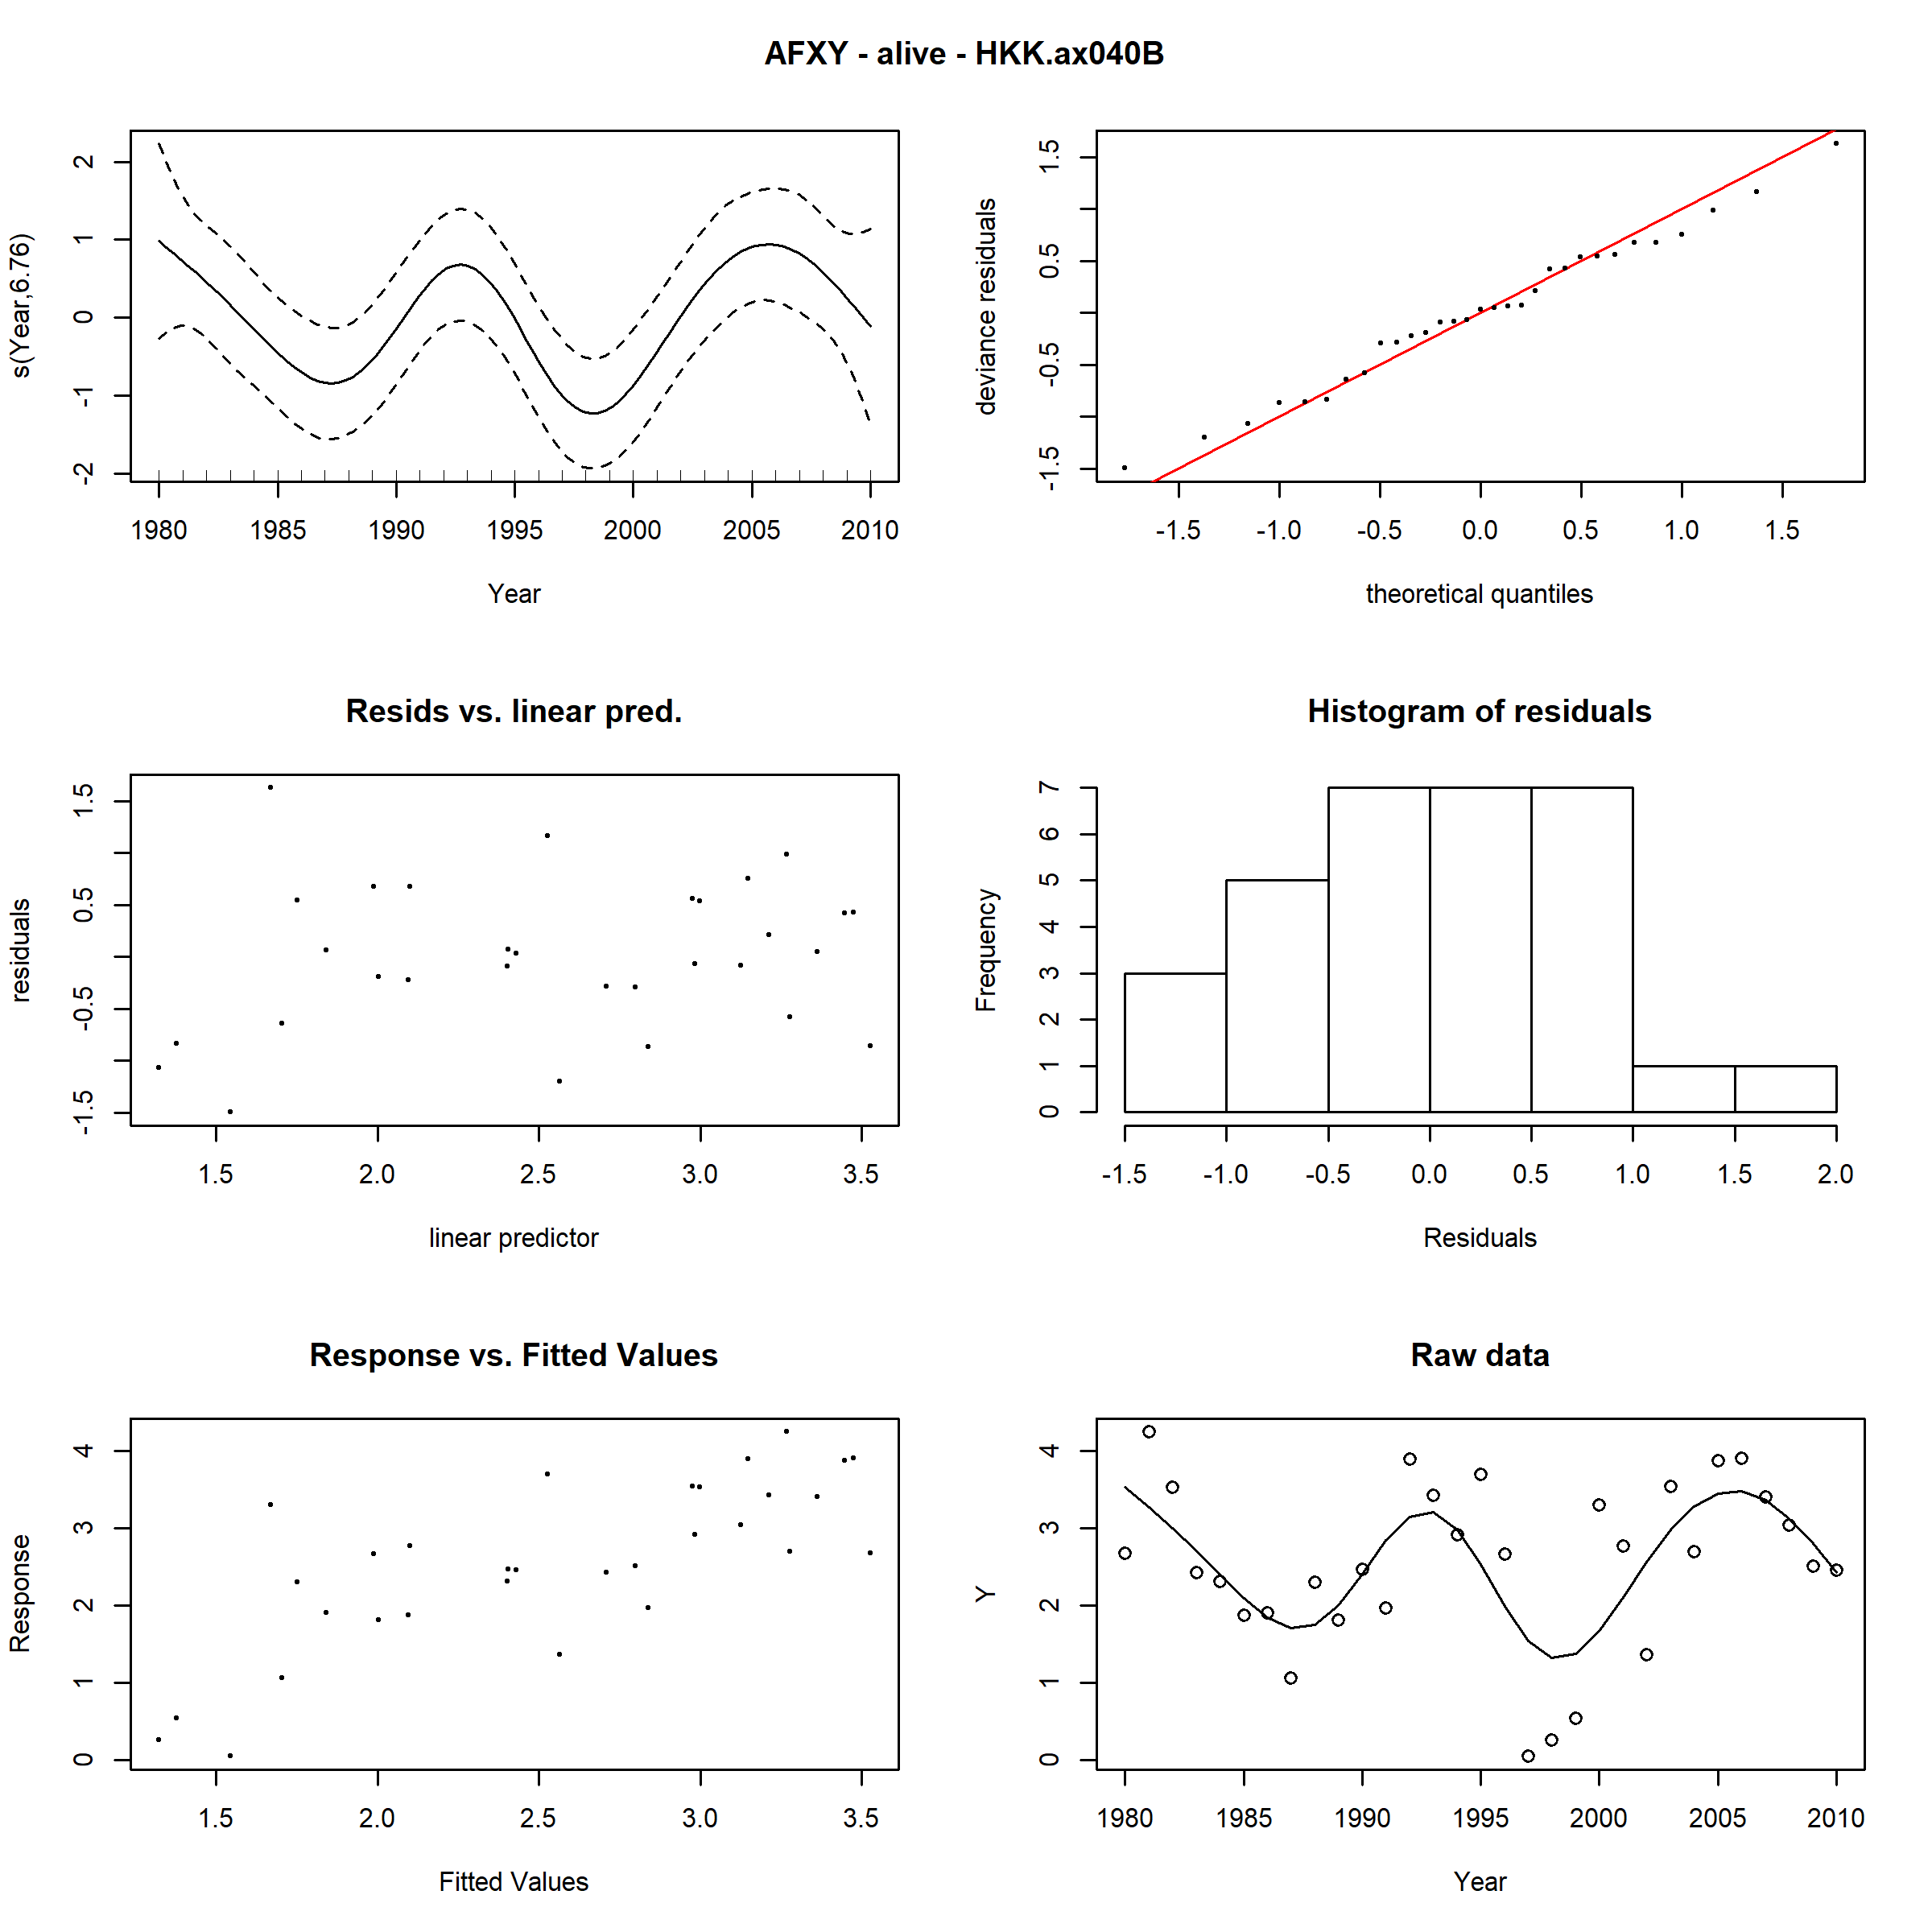 AFXY - alive - HKK.ax040B
s(Year,6.76)
2
1
0
-1
-2
1980 1985 1990 1995 2000 2005 2010
Year
deviance residuals
1.5
0.5
-0.5
-1.5
-1.5 -1.0 -0.5 0.0 0.5 1.0 1.5
theoretical quantiles
Resids vs. linear pred.
residuals
1.5
0.5
-0.5
-1.5
1.5 2.0 2.5 3.0 3.5
linear predictor
Histogram of residuals
Frequency
7
6
5
4
3
2
1
0
-1.5 -1.0 -0.5 0.0 0.5 1.0 1.5 2.0
Residuals
Response vs. Fitted Values
Response
4
3
2
1
0
1.5 2.0 2.5 3.0 3.5
Fitted Values
Raw data
Y
4
3
2
1
0
1980 1985 1990 1995 2000 2005 2010
Year